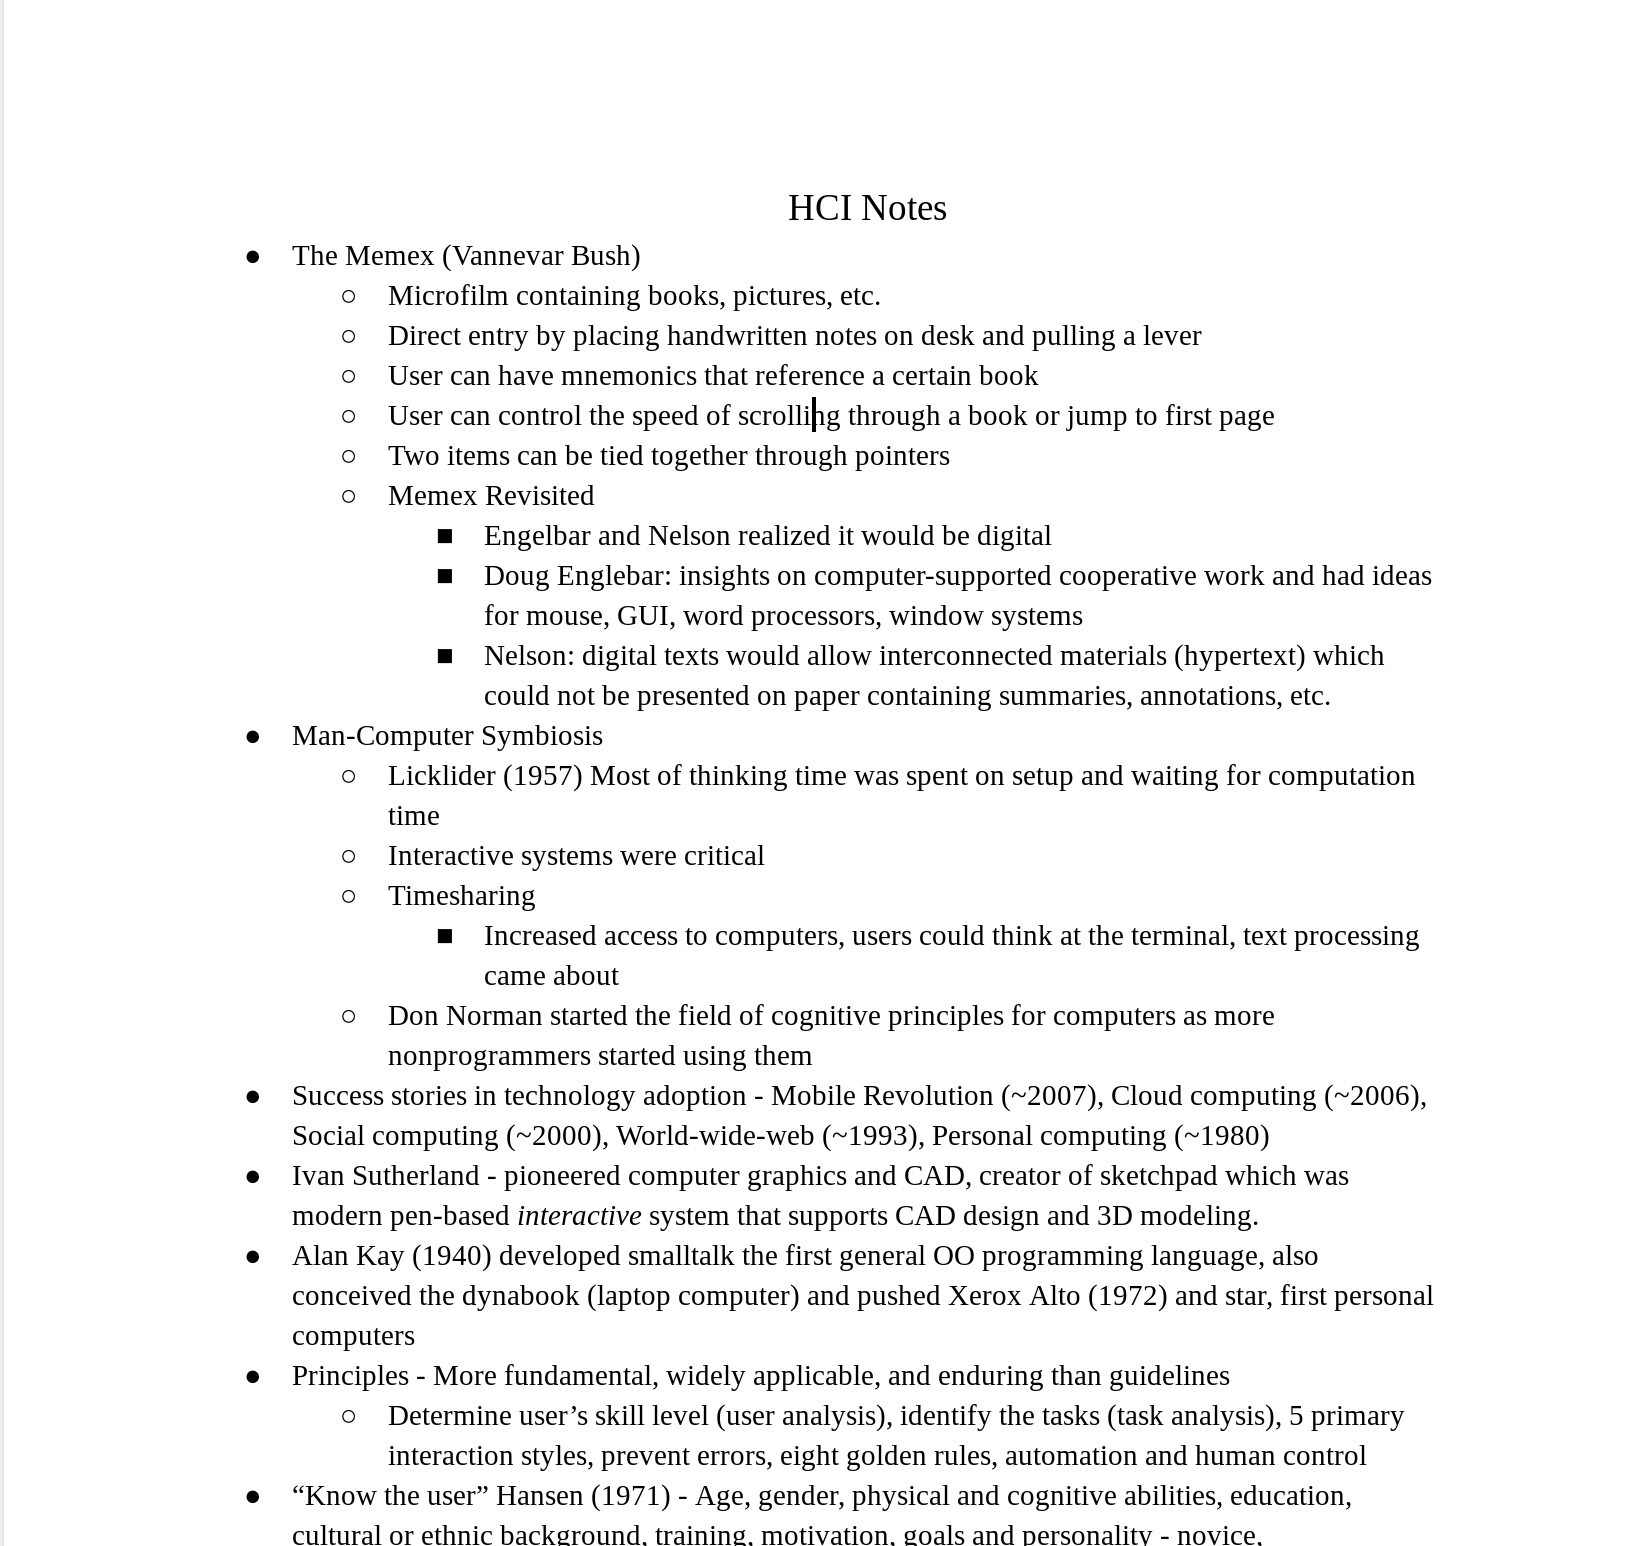 HCI Notes
● The Memex (Vannevar Bush)
○ Microfilm containing books, pictures, etc.
○ Direct entry by placing handwritten notes on desk and pulling a lever
○ User can have mnemonics that reference a certain book
○ User can control the speed of scrolling through a book or jump to first page
○ Two items can be tied together through pointers
○ Memex Revisited
■ Engelbar and Nelson realized it would be digital
■ Doug Englebar: insights on computer-supported cooperative work and had ideas
for mouse, GUI, word processors, window systems
■ Nelson: digital texts would allow interconnected materials (hypertext) which
could not be presented on paper containing summaries, annotations, etc.
● Man-Computer Symbiosis
○ Licklider (1957) Most of thinking time was spent on setup and waiting for computation
time
○ Interactive systems were critical
○ Timesharing
■ Increased access to computers, users could think at the terminal, text processing
came about
○ Don Norman started the field of cognitive principles for computers as more
nonprogrammers started using them
● Success stories in technology adoption - Mobile Revolution (~2007), Cloud computing (~2006),
Social computing (~2000), World-wide-web (~1993), Personal computing (~1980)
● Ivan Sutherland - pioneered computer graphics and CAD, creator of sketchpad which was
modern pen-based interactive system that supports CAD design and 3D modeling.
● Alan Kay (1940) developed smalltalk the first general OO programming language, also
conceived the dynabook (laptop computer) and pushed Xerox Alto (1972) and star, first personal
computers
● Principles - More fundamental, widely applicable, and enduring than guidelines
○ Determine user’s skill level (user analysis), identify the tasks (task analysis), 5 primary
interaction styles, prevent errors, eight golden rules, automation and human control
● “Know the user” Hansen (1971) - Age, gender, physical and cognitive abilities, education,
cultural or ethnic background, training, motivation, goals and personality - novice,